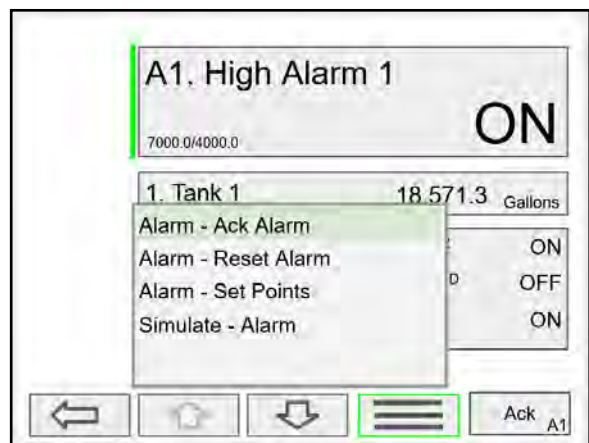 A1. High Alarm 1
ON
7000.0/4000.0
1. Tank 1 18,571.3 Gallons
Alarm - Ack Alarm
ON
Alarm - Reset Alarm
D OFF
Alarm - Set Points
ON
Simulate - Alarm
Ack A1